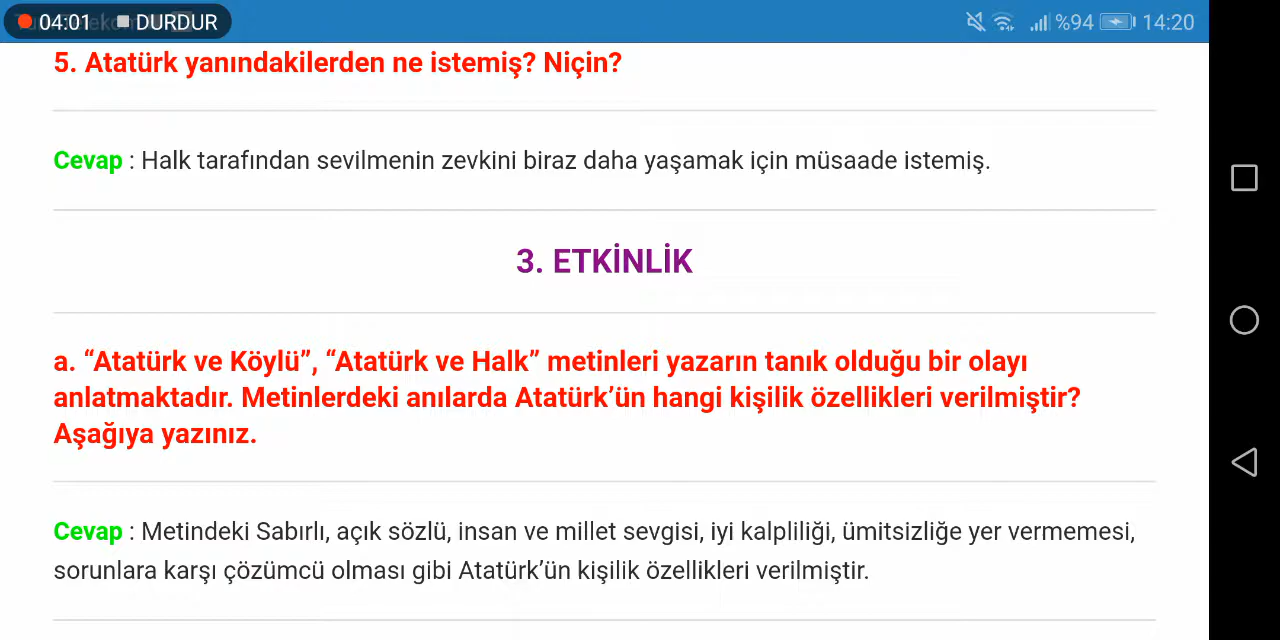 04:01 DURDUR %94 14:20
5. Atatürk yanındakilerden ne istemiş? Niçin?
Cevap : Halk tarafından sevilmenin zevkini biraz daha yaşamak için müsaade istemiş.
3. ETKİNLİK
a. “Atatürk ve Köylü”, “Atatürk ve Halk” metinleri yazarın tanık olduğu bir olayı
anlatmaktadır. Metinlerdeki anılarda Atatürk’ün hangi kişilik özellikleri verilmiştir?
Aşağıya yazınız.
Cevap : Metindeki Sabırlı, açık sözlü, insan ve millet sevgisi, iyi kalpliliği, ümitsizliğe yer vermemesi,
sorunlara karşı çözümcü olması gibi Atatürk’ün kişilik özellikleri verilmiştir.